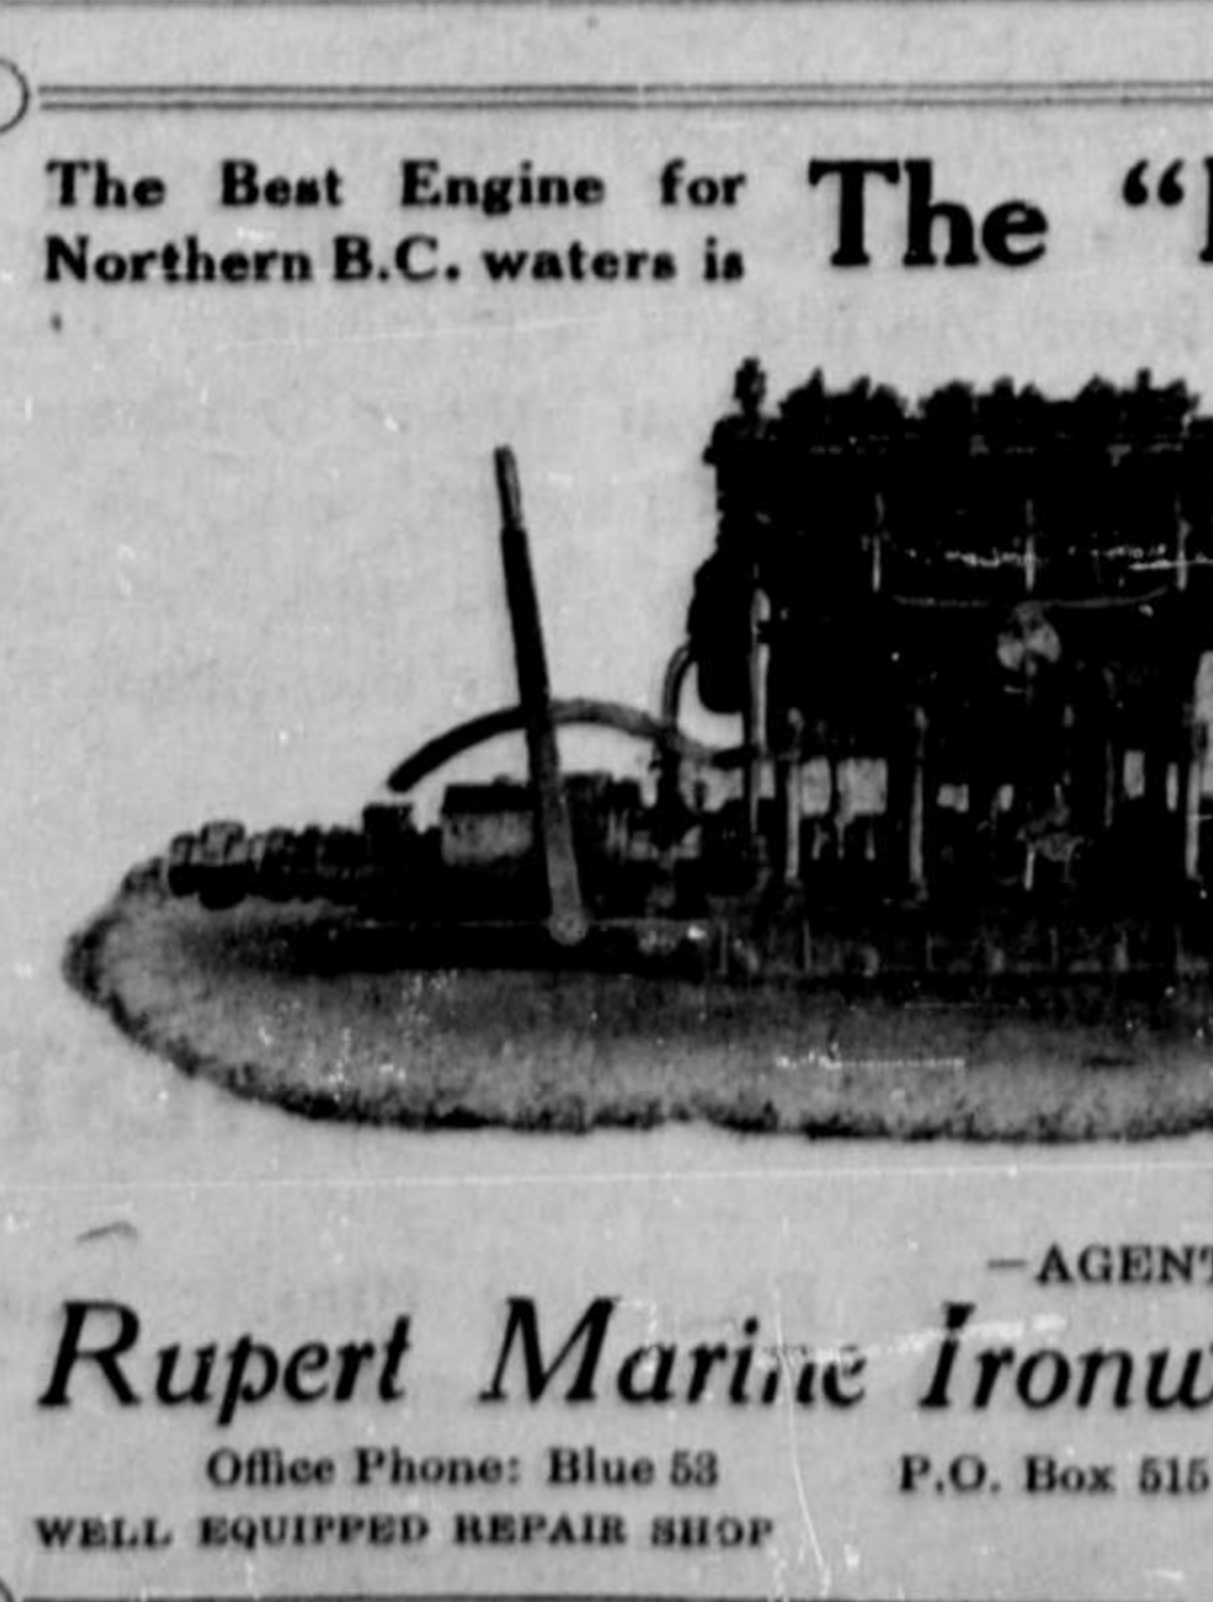 The Best Engine for
Northern B.C. waters is
The "
—AGENT
Rupert Marine Ironw
Office Phone: Blue 53
P.O. Box 515
WELL EQUIPPED REPAIR SHOP